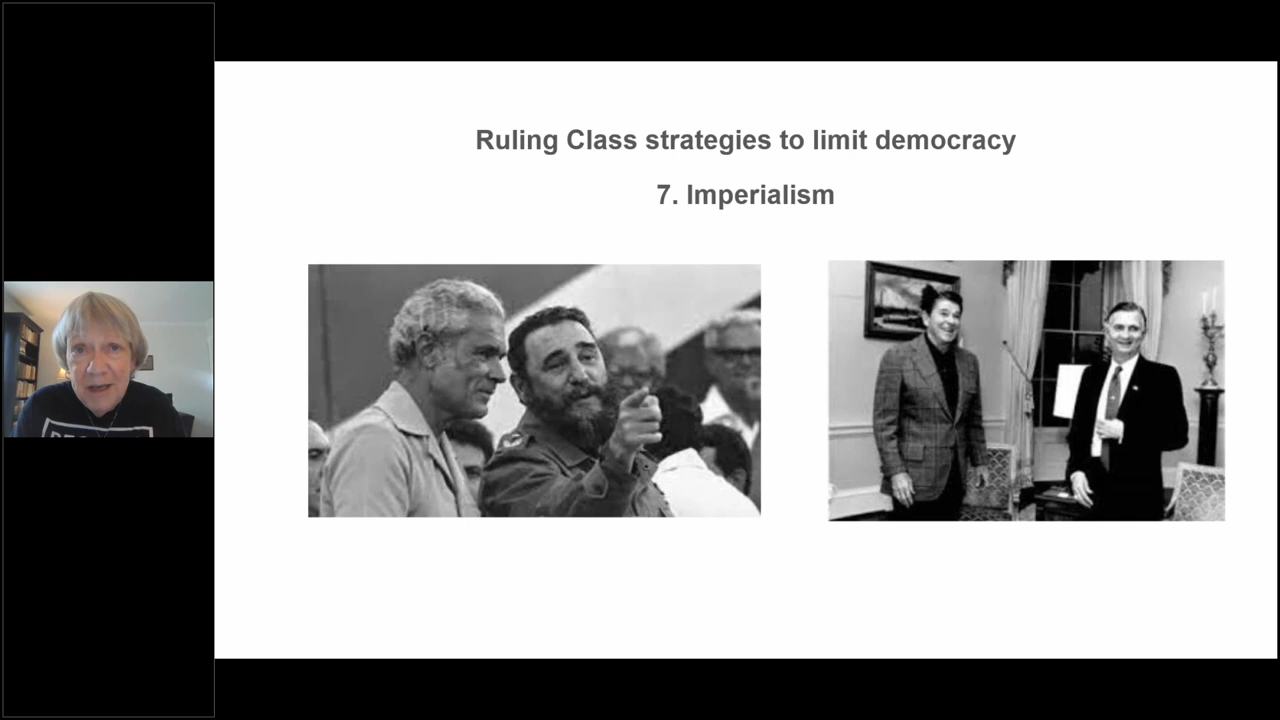 Ruling Class strategies to limit democracy
7. Imperialism